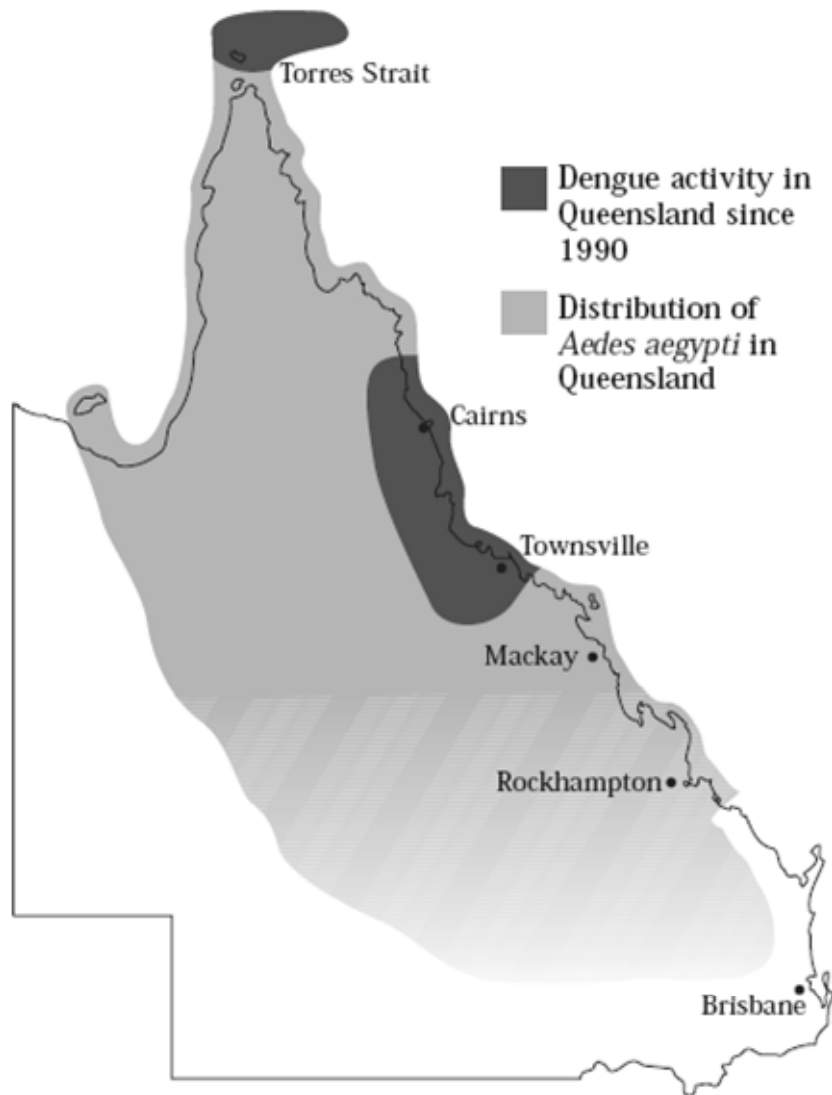 Torres Strait
Dengue activity in
Queensland since
1990
Distribution of
Aedes aegypti in
Queensland
Cairns
Townsville
Mackay
Rockhampton
Brisbane